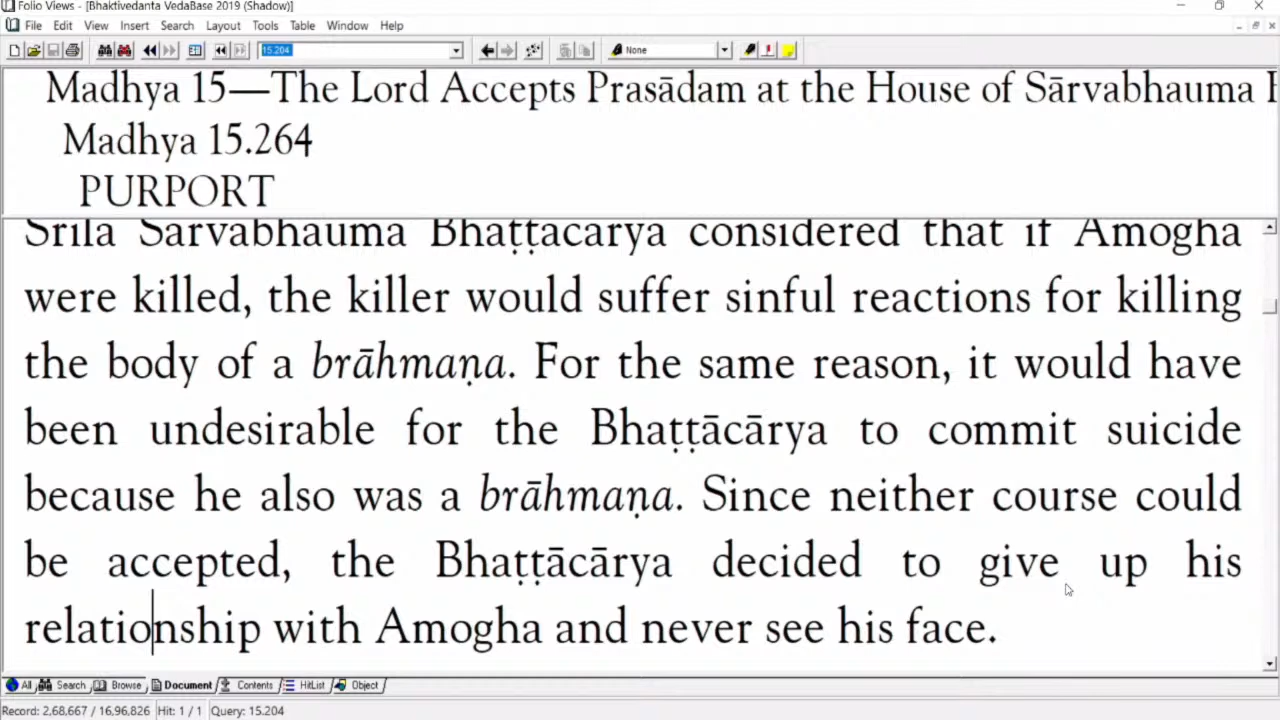 Folio Views - [Bhaktivedanta VedaBase 2019 (Shadow)]
File Edit View Insert Search Layout Tools Table Window Help
15.204 None
Madhya 15—The Lord Accepts Prasādam at the House of Sārvabhauma
Madhya 15.264
PURPORT
Śrīla Sārvabhauma Bhaṭṭācārya considered that if Amogha
were killed, the killer would suffer sinful reactions for killing
the body of a brāhmaṇa. For the same reason, it would have
been undesirable for the Bhaṭṭācārya to commit suicide
because he also was a brāhmaṇa. Since neither course could
be accepted, the Bhaṭṭācārya decided to give up his
relationship with Amogha and never see his face.
All Search Browse Document Contents HitList Object
Record: 2,68,667 / 16,96,826 Hit: 1 / 1 Query: 15.204